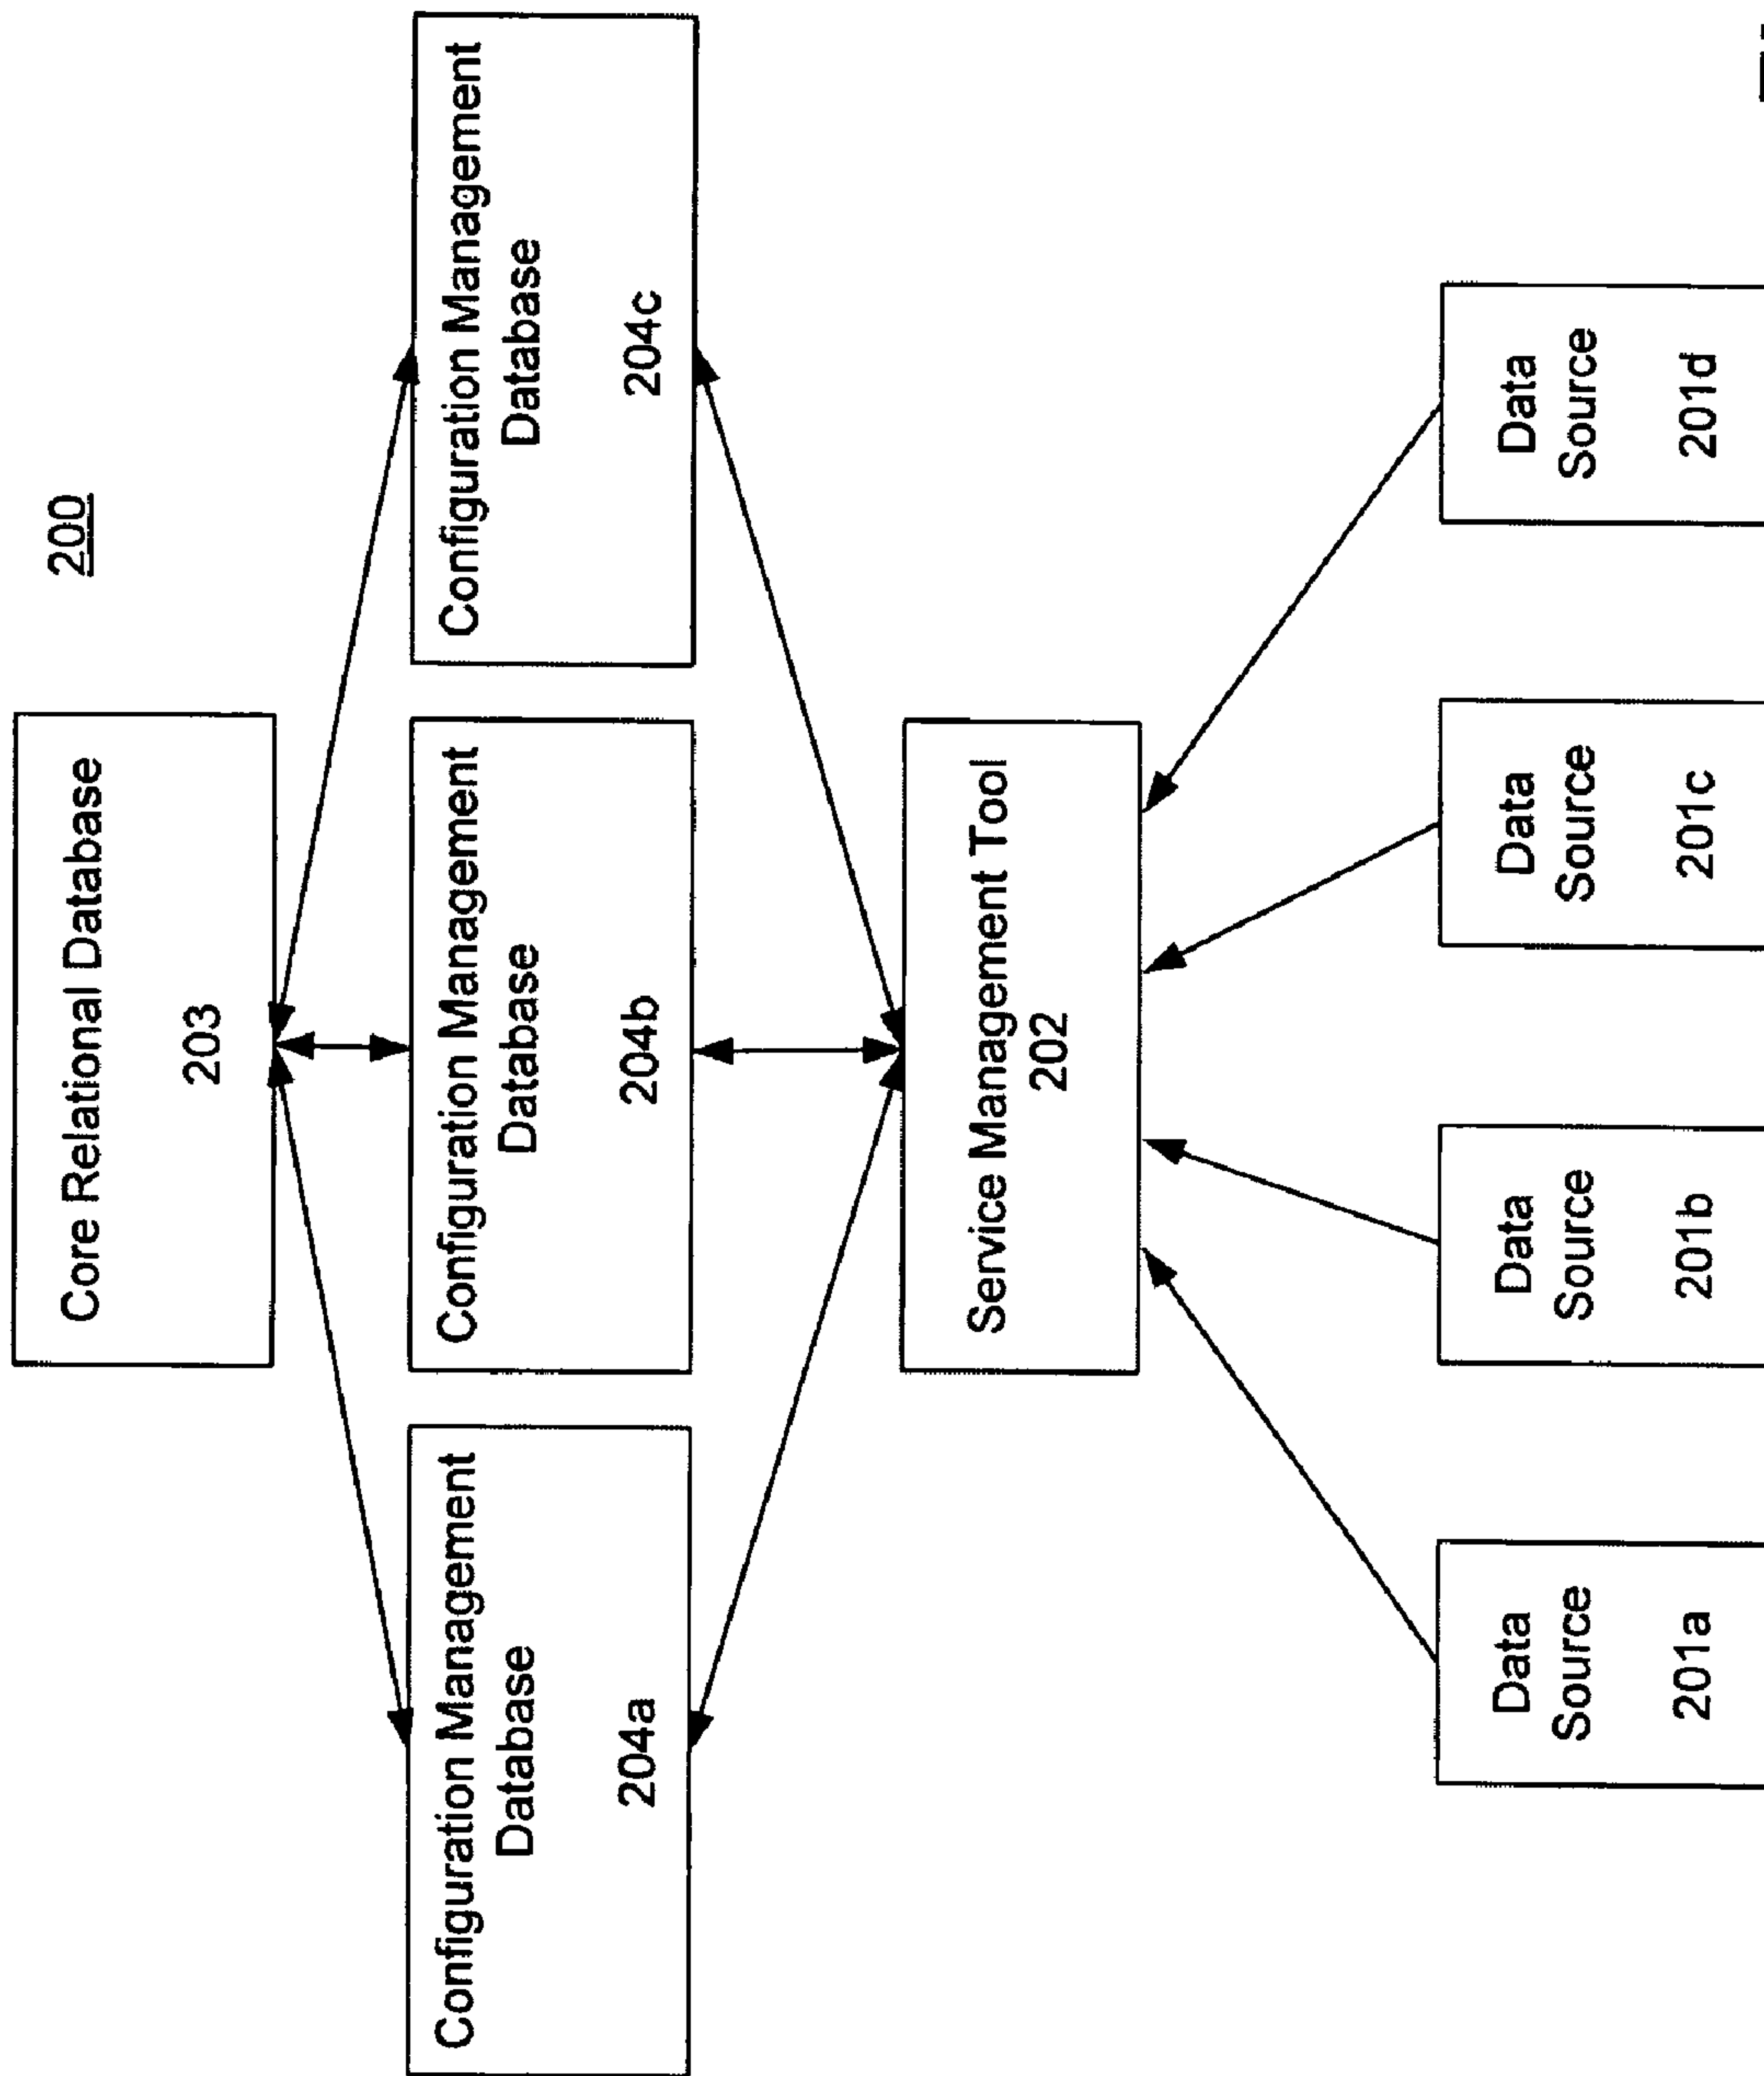 200
Core Relational Database
203
Configuration Management
Database
204a
Configuration Management
Database
204b
Configuration Management
Database
204c
Service Management Tool
202
Data
Source
201a
Data
Source
201b
Data
Source
201c
Data
Source
201d